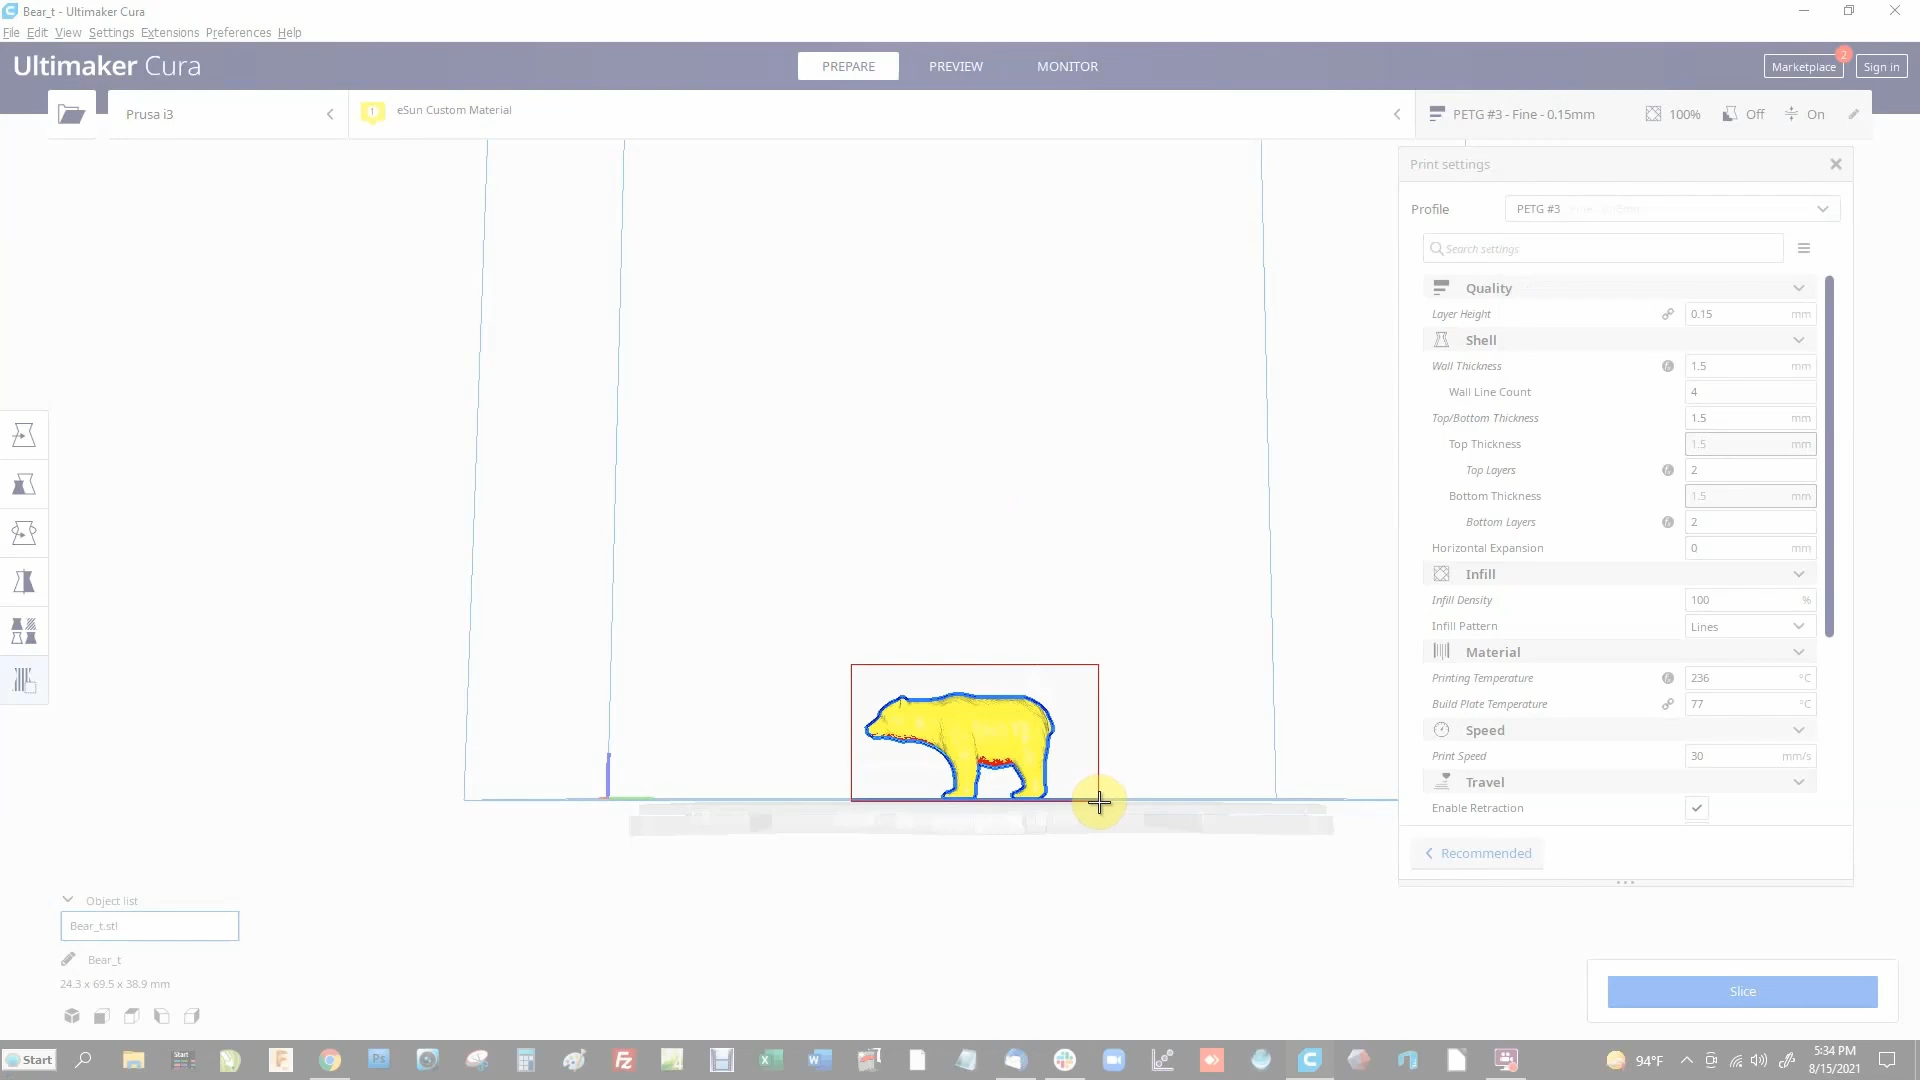 Bear_t - Ultimaker Cura
File Edit View Settings Extensions Preferences Help
Ultimaker Cura
PREPARE
PREVIEW
MONITOR
Marketplace
2
Sign in
Prusa i3
1
eSun Custom Material
PETG #3 - Fine - 0.15mm
100%
Off
On
Print settings
Profile
PETG #3
Search settings
Quality
Layer Height 0.15 mm
Shell
Wall Thickness 1.5 mm
Wall Line Count 4
Top/Bottom Thickness 1.5 mm
Top Thickness 1.5 mm
Top Layers 2
Bottom Thickness 1.5 mm
Bottom Layers 2
Horizontal Expansion 0 mm
Infill
Infill Density 100 %
Infill Pattern Lines
Material
Printing Temperature 236 °C
Build Plate Temperature 77 °C
Speed
Print Speed 30 mm/s
Travel
Enable Retraction
Recommended
Object list
Bear_t.stl
Bear_t
24.3 x 69.5 x 38.9 mm
Slice
Start
Start
94°F
5:34 PM
8/15/2021